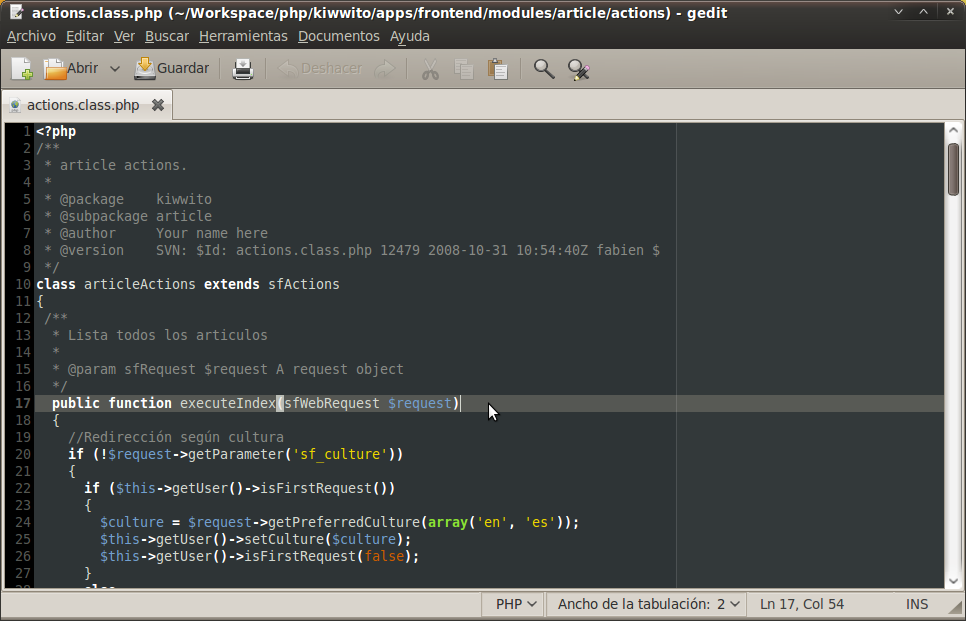 actions.class.php (~/Workspace/php/kiwwito/apps/frontend/modules/article/actions) - gedit
Archivo Editar Ver Buscar Herramientas Documentos Ayuda
Abrir Guardar Deshacer
actions.class.php
1 <?php
2 /**
3  * article actions.
4  *
5  * @package    kiwwito
6  * @subpackage article
7  * @author     Your name here
8  * @version    SVN: $Id: actions.class.php 12479 2008-10-31 10:54:40Z fabien $
9  */
10 class articleActions extends sfActions
11 {
12  /**
13   * Lista todos los articulos
14   *
15   * @param sfRequest $request A request object
16   */
17   public function executeIndex(sfWebRequest $request)
18   {
19     //Redirección según cultura
20     if (!$request->getParameter('sf_culture'))
21     {
22       if ($this->getUser()->isFirstRequest())
23       {
24         $culture = $request->getPreferredCulture(array('en', 'es'));
25         $this->getUser()->setCulture($culture);
26         $this->getUser()->isFirstRequest(false);
27       }
28       else
PHP Ancho de la tabulación: 2 Ln 17, Col 54 INS